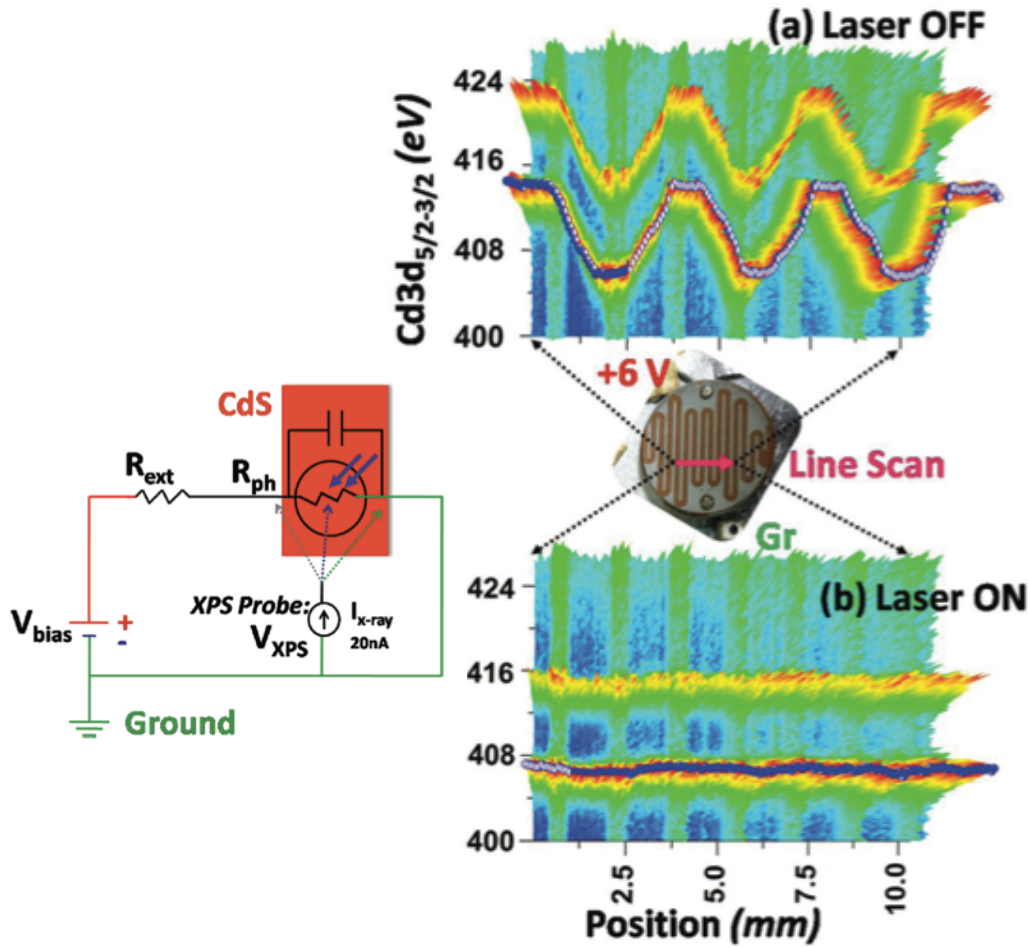 (a) Laser OFF
424
416
408
400
Cd3d5/2-3/2 (eV)
+6 V
Line Scan
Gr
CdS
Rext
Rph
XPS Probe:
VXPS
Ix-ray
20nA
Vbias
+
-
Ground
(b) Laser ON
424
416
408
400
2.5
5.0
7.5
10.0
Position (mm)